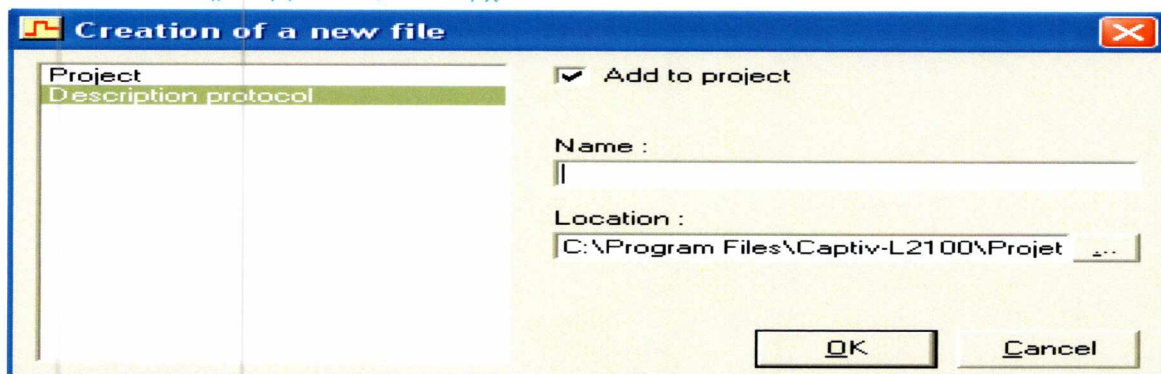 Creation of a new file
Project
Description protocol
Add to project
Name :
Location :
C:\Program Files\Captiv-L2100\Projet
...
OK
Cancel